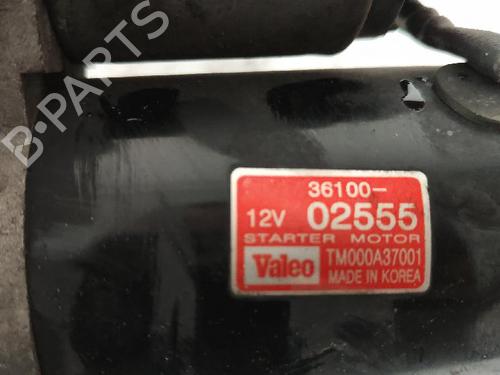 B-PARTS
36100-
12V 02555
STARTER MOTOR
Valeo TM000A37001
MADE IN KOREA